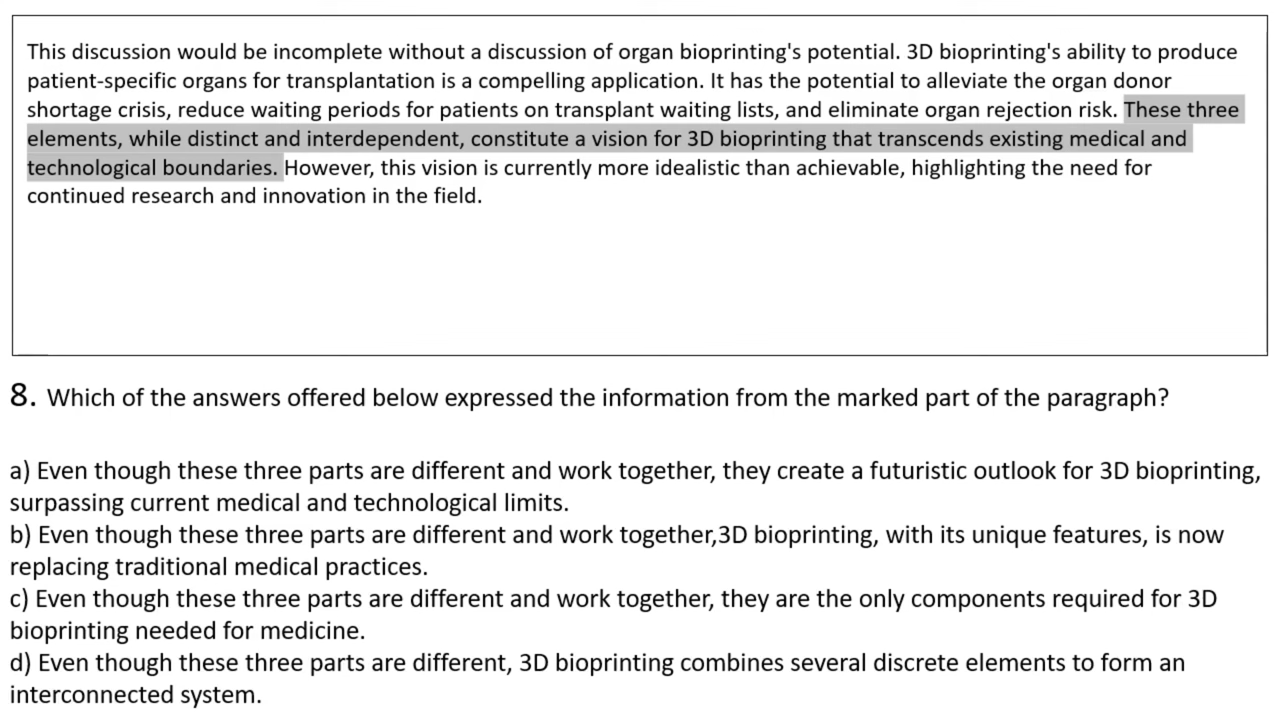 This discussion would be incomplete without a discussion of organ bioprinting's potential. 3D bioprinting's ability to produce
patient-specific organs for transplantation is a compelling application. It has the potential to alleviate the organ donor
shortage crisis, reduce waiting periods for patients on transplant waiting lists, and eliminate organ rejection risk. These three
elements, while distinct and interdependent, constitute a vision for 3D bioprinting that transcends existing medical and
technological boundaries. However, this vision is currently more idealistic than achievable, highlighting the need for
continued research and innovation in the field.
8. Which of the answers offered below expressed the information from the marked part of the paragraph?
a) Even though these three parts are different and work together, they create a futuristic outlook for 3D bioprinting,
surpassing current medical and technological limits.
b) Even though these three parts are different and work together,3D bioprinting, with its unique features, is now
replacing traditional medical practices.
c) Even though these three parts are different and work together, they are the only components required for 3D
bioprinting needed for medicine.
d) Even though these three parts are different, 3D bioprinting combines several discrete elements to form an
interconnected system.